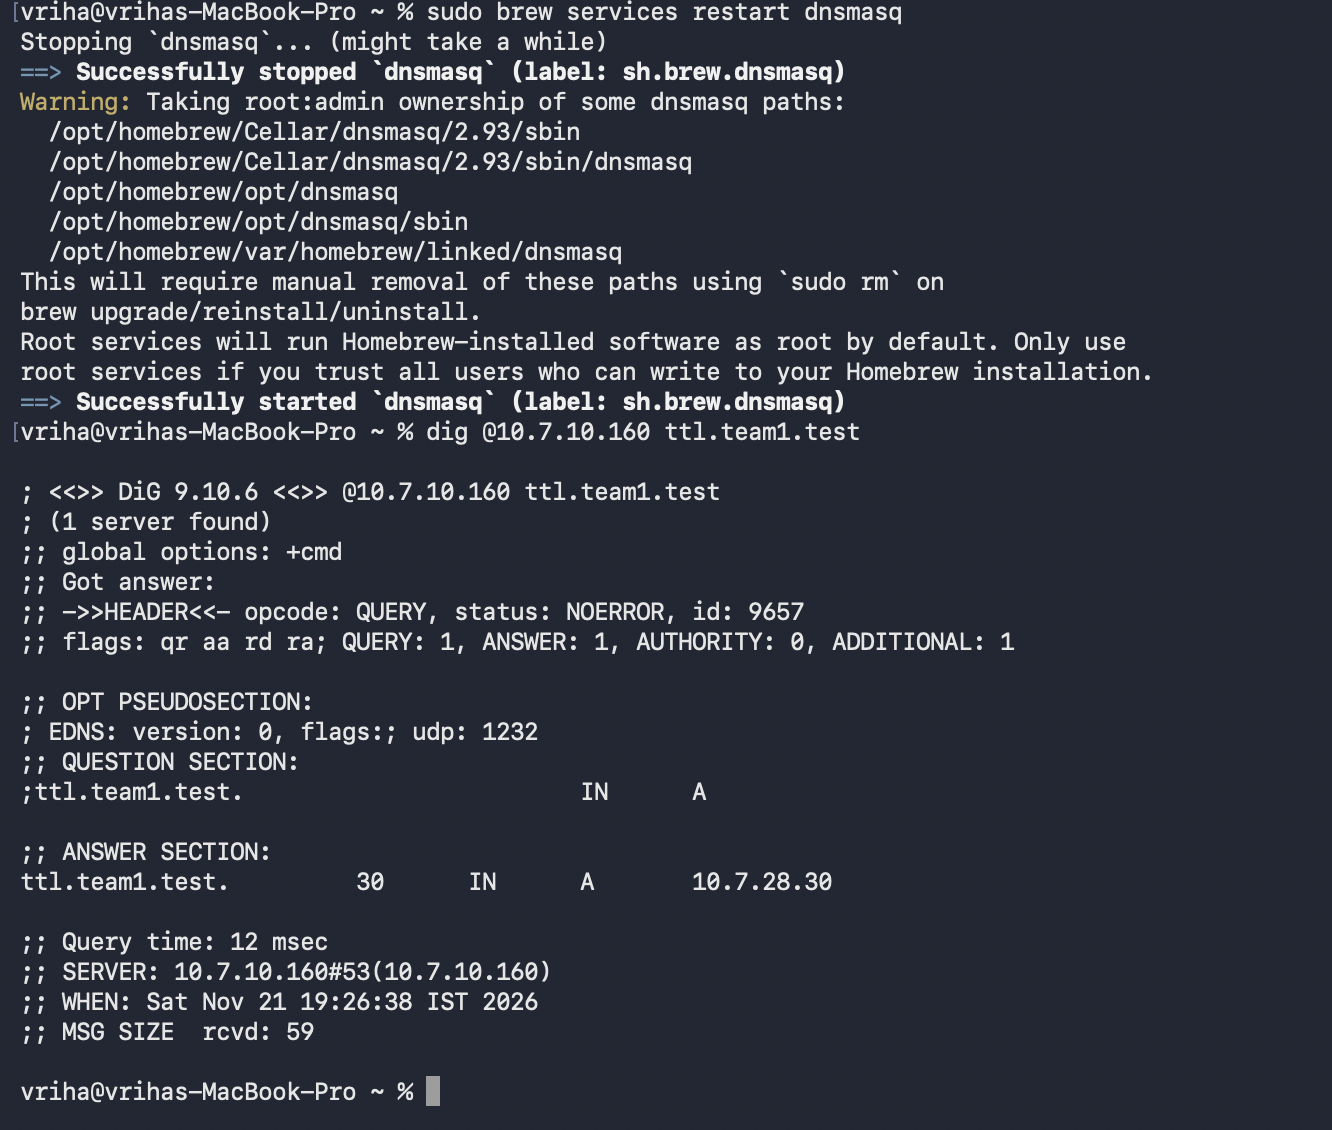 [vriha@vrihas-MacBook-Pro ~ % sudo brew services restart dnsmasq
Stopping `dnsmasq`... (might take a while)
==> Successfully stopped `dnsmasq` (label: sh.brew.dnsmasq)
Warning: Taking root:admin ownership of some dnsmasq paths:
  /opt/homebrew/Cellar/dnsmasq/2.93/sbin
  /opt/homebrew/Cellar/dnsmasq/2.93/sbin/dnsmasq
  /opt/homebrew/opt/dnsmasq
  /opt/homebrew/opt/dnsmasq/sbin
  /opt/homebrew/var/homebrew/linked/dnsmasq
This will require manual removal of these paths using `sudo rm` on
brew upgrade/reinstall/uninstall.
Root services will run Homebrew-installed software as root by default. Only use
root services if you trust all users who can write to your Homebrew installation.
==> Successfully started `dnsmasq` (label: sh.brew.dnsmasq)
[vriha@vrihas-MacBook-Pro ~ % dig @10.7.10.160 ttl.team1.test

; <<>> DiG 9.10.6 <<>> @10.7.10.160 ttl.team1.test
; (1 server found)
;; global options: +cmd
;; Got answer:
;; ->>HEADER<<- opcode: QUERY, status: NOERROR, id: 9657
;; flags: qr aa rd ra; QUERY: 1, ANSWER: 1, AUTHORITY: 0, ADDITIONAL: 1

;; OPT PSEUDOSECTION:
; EDNS: version: 0, flags:; udp: 1232
;; QUESTION SECTION:
;ttl.team1.test.                        IN      A

;; ANSWER SECTION:
ttl.team1.test.         30      IN      A       10.7.28.30

;; Query time: 12 msec
;; SERVER: 10.7.10.160#53(10.7.10.160)
;; WHEN: Sat Nov 21 19:26:38 IST 2026
;; MSG SIZE  rcvd: 59

vriha@vrihas-MacBook-Pro ~ %